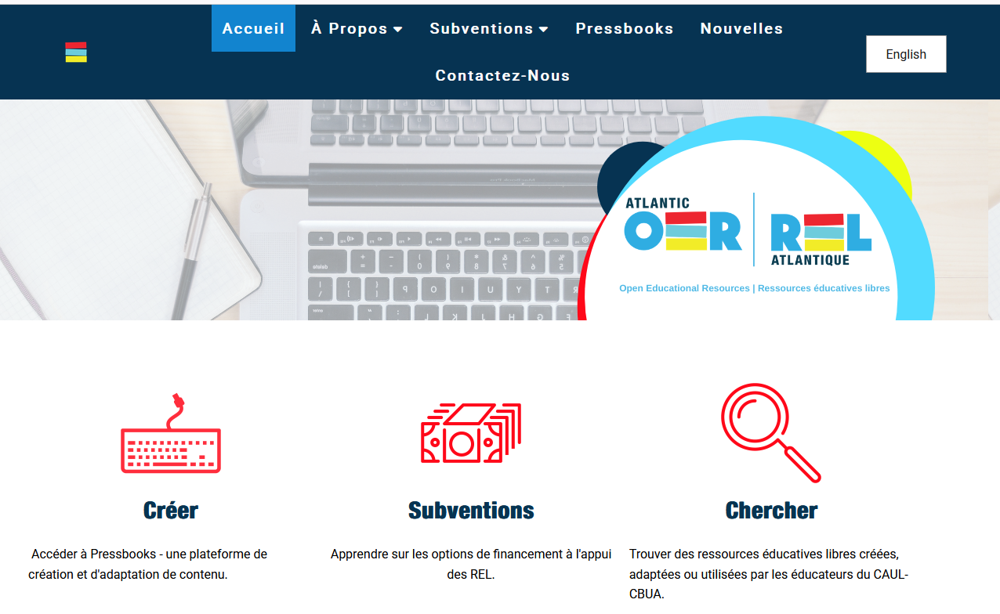 Accueil À Propos Subventions Pressbooks Nouvelles
Contactez-Nous
English
ATLANTIC
OER
REL
ATLANTIQUE
Open Educational Resources | Ressources éducatives libres
Créer
Accéder à Pressbooks - une plateforme de
création et d'adaptation de contenu.
Subventions
Apprendre sur les options de financement à l'appui
des REL.
Chercher
Trouver des ressources éducatives libres créées,
adaptées ou utilisées par les éducateurs du CAUL-
CBUA.